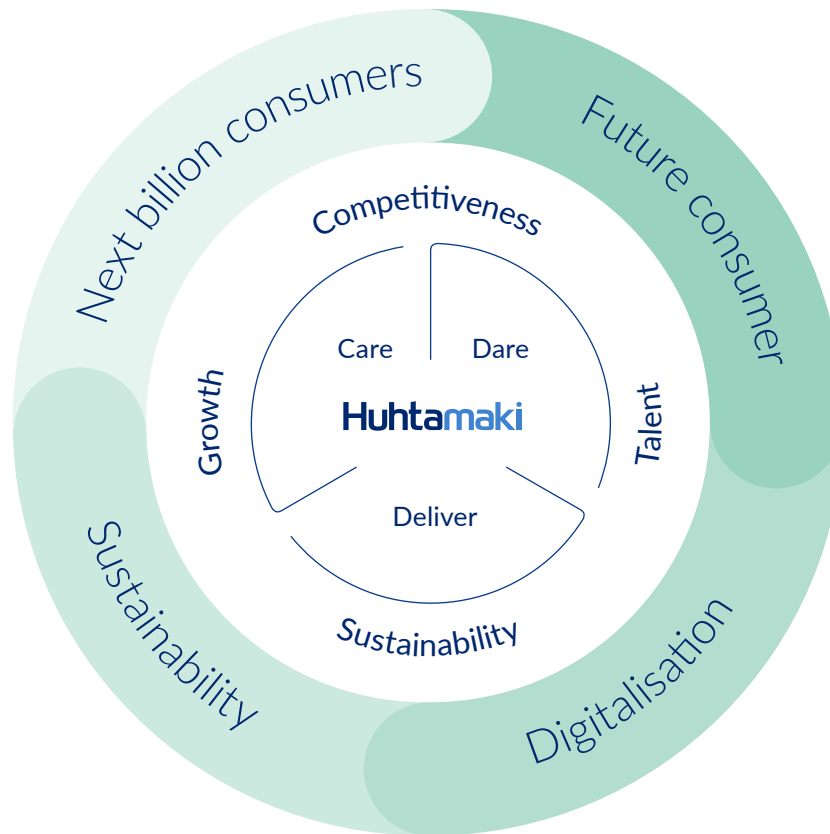 Next billion consumers
Future consumer
Competitiveness
Care
Dare
Growth
Huhtamaki
Talent
Deliver
Sustainability
Sustainability
Digitalisation